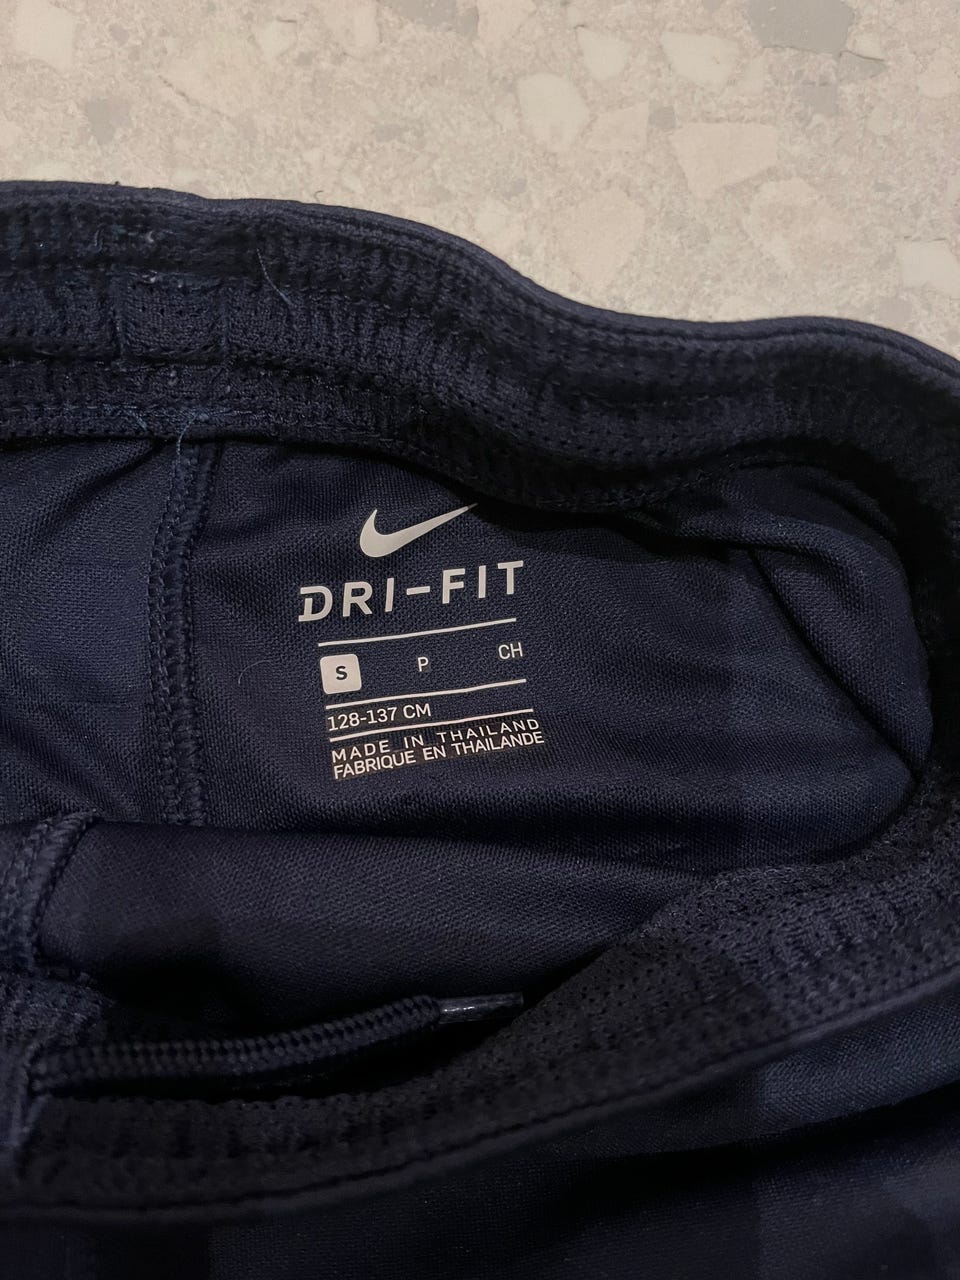 DRI-FIT
S P CH
128-137 CM
MADE IN THAILAND
FABRIQUE EN THAILANDE